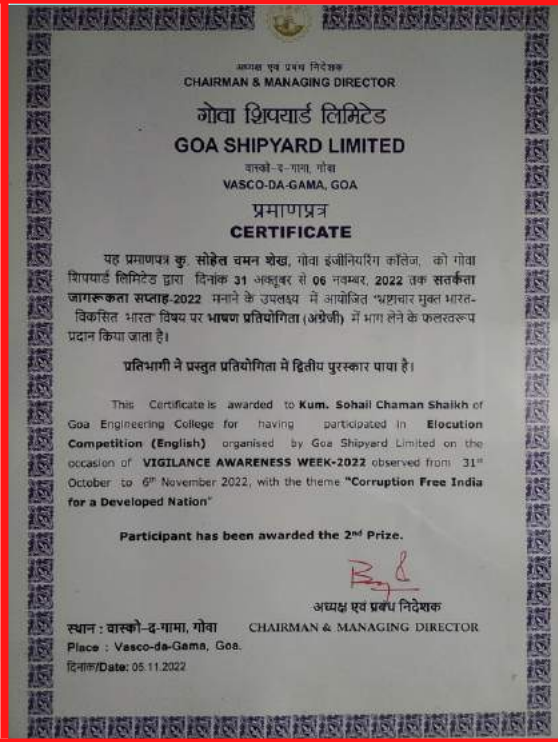 अध्यक्ष एवं प्रबंध निदेशक
CHAIRMAN & MANAGING DIRECTOR
गोवा शिपयार्ड लिमिटेड
GOA SHIPYARD LIMITED
वास्को-द-गामा, गोवा
VASCO-DA-GAMA, GOA
प्रमाणपत्र
CERTIFICATE
यह प्रमाणपत्र कु. सोहेल चमन शेख, गोवा इंजीनियरिंग कॉलेज, को गोवा
शिपयार्ड लिमिटेड द्वारा दिनांक 31 अक्तूबर से 06 नवम्बर, 2022 तक सतर्कता
जागरूकता सप्ताह-2022 मनाने के उपलक्ष्य में आयोजित "भ्रष्टाचार मुक्त भारत-
विकसित भारत" विषय पर भाषण प्रतियोगिता (अंग्रेजी) में भाग लेने के फलस्वरूप
प्रदान किया जाता है।
प्रतिभागी ने प्रस्तुत प्रतियोगिता में द्वितीय पुरस्कार पाया है।
This Certificate is awarded to Kum. Sohail Chaman Shaikh of
Goa Engineering College for having participated in Elocution
Competition (English) organised by Goa Shipyard Limited on the
occasion of VIGILANCE AWARENESS WEEK-2022 observed from 31st
October to 6th November 2022, with the theme "Corruption Free India
for a Developed Nation"
Participant has been awarded the 2nd Prize.
अध्यक्ष एवं प्रबंध निदेशक
स्थान : वास्को-द-गामा, गोवा CHAIRMAN & MANAGING DIRECTOR
Place : Vasco-da-Gama, Goa.
दिनांक/Date: 05.11.2022